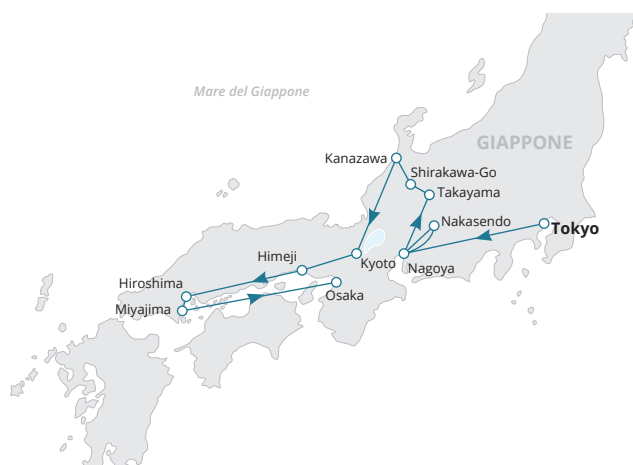 Mare del Giappone
GIAPPONE
Kanazawa
Shirakawa-Go
Takayama
Nakasendo
Tokyo
Kyoto
Nagoya
Himeji
Hiroshima
Osaka
Miyajima